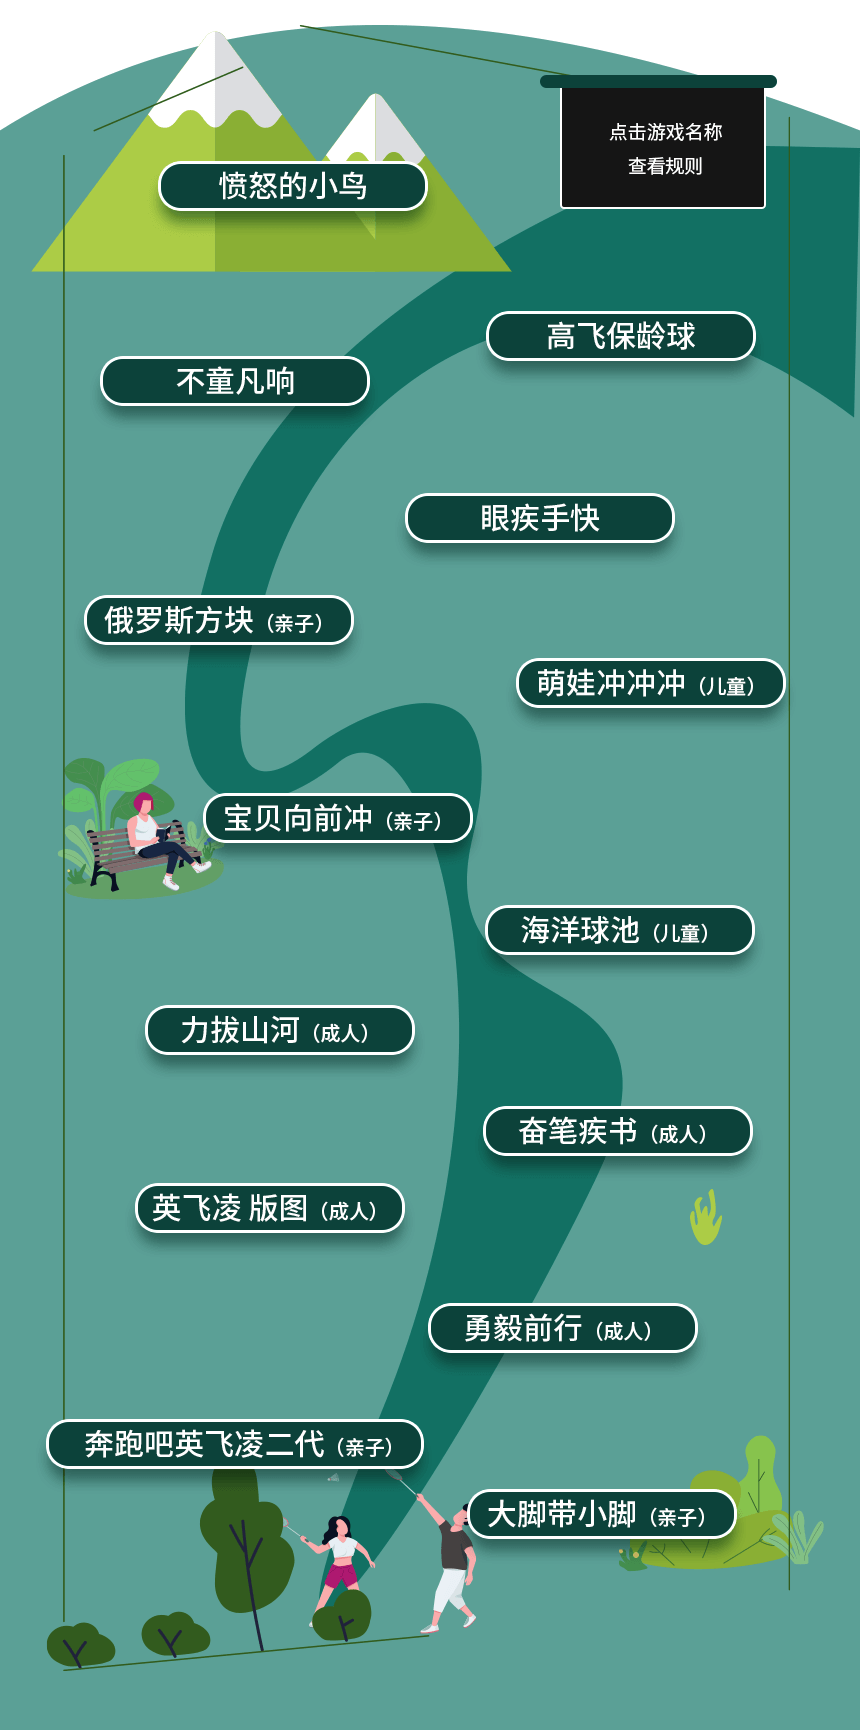 点击游戏名称
查看规则
愤怒的小鸟
高飞保龄球
不童凡响
眼疾手快
俄罗斯方块（亲子）
萌娃冲冲冲（儿童）
宝贝向前冲（亲子）
海洋球池（儿童）
力拔山河（成人）
奋笔疾书（成人）
英飞凌 版图（成人）
勇毅前行（成人）
奔跑吧英飞凌二代（亲子）
大脚带小脚（亲子）